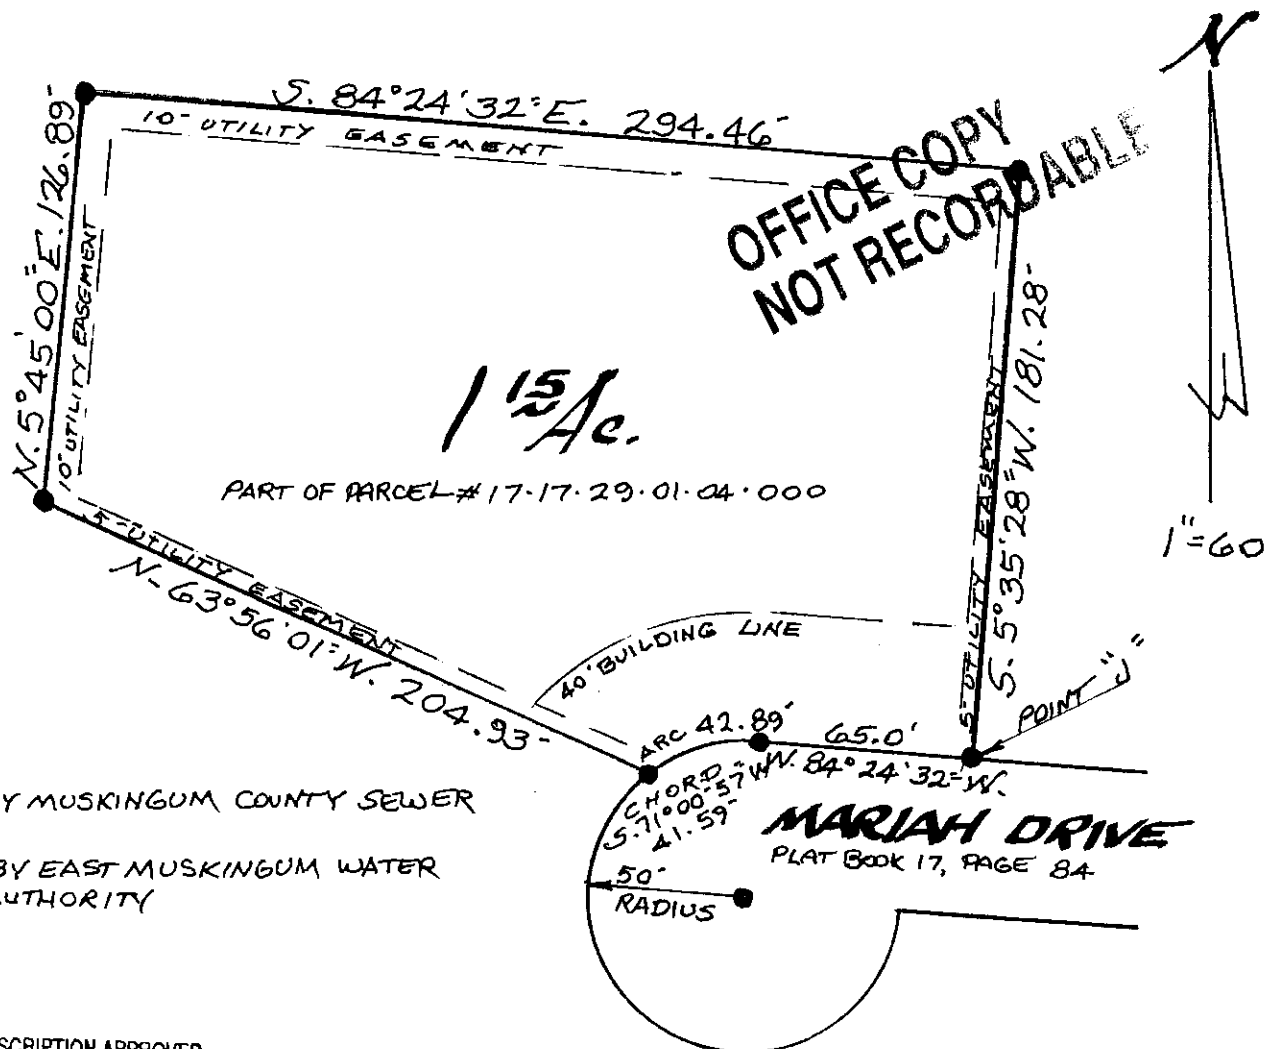 N
S. 84°24'32"E. 294.46'
10' UTILITY EASEMENT
OFFICE COPY
NOT RECORDABLE
N. 5°45'00"E. 126.89'
10' UTILITY EASEMENT
1 15/Ac.
PART OF PARCEL # 17-17-29-01-04-000
5' UTILITY EASEMENT
S. 5°35'28"W. 181.28'
1"=60
5' UTILITY EASEMENT
N. 63°56'01"W. 204.93'
40' BUILDING LINE
POINT "J"
ARC 42.89'
65.0'
N. 84°24'32"W.
CHORD=
S. 71°00'57"W
41.59'
MARIAH DRIVE
PLAT BOOK 17, PAGE 84
50'
RADIUS
Y MUSKINGUM COUNTY SEWER
BY EAST MUSKINGUM WATER
AUTHORITY